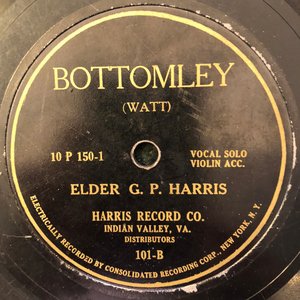 BOTTOMLEY
(WATT)
10 P 150-1
VOCAL SOLO
VIOLIN ACC.
ELDER G. P. HARRIS
HARRIS RECORD CO.
INDIAN VALLEY, VA.
DISTRIBUTORS
101-B
ELECTRICALLY RECORDED BY CONSOLIDATED RECORDING CORP., NEW YORK, N. Y.